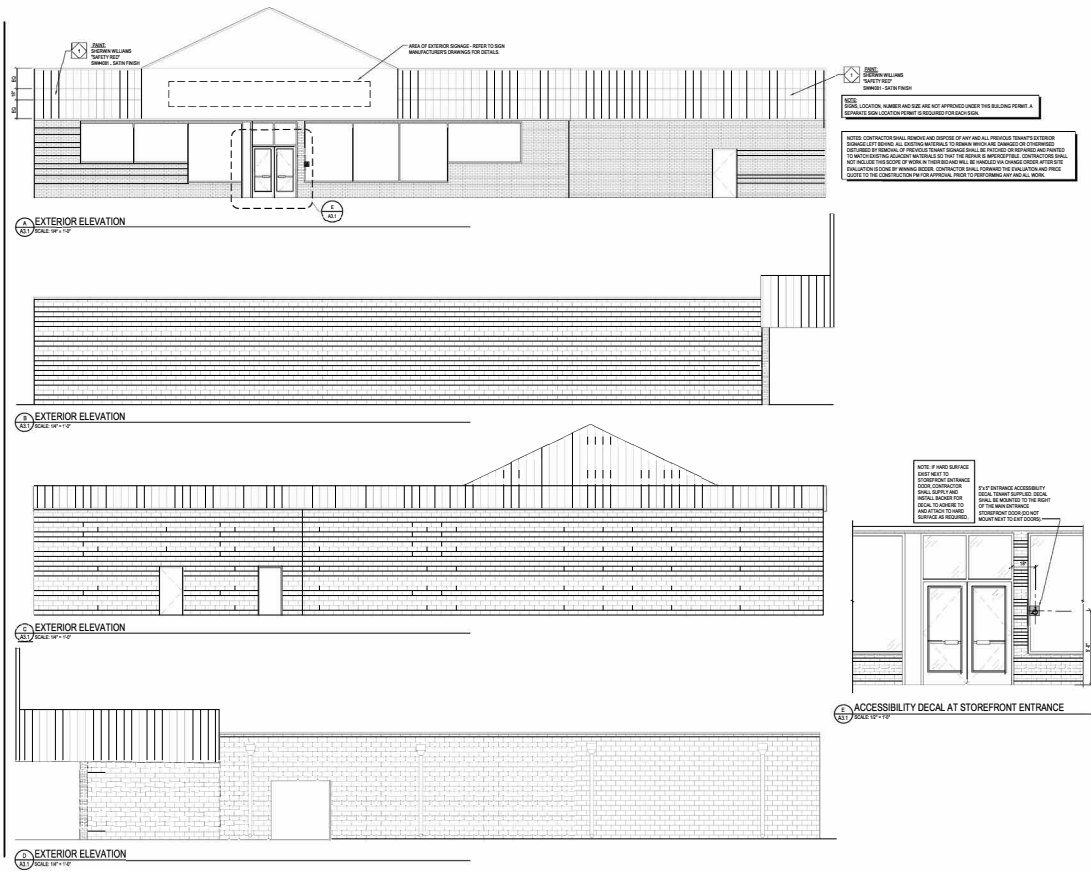 PAINT:
SHERWIN WILLIAMS
"SAFETY RED"
SW#4081 - SATIN FINISH
1
EQ
18"
EQ
AREA OF EXTERIOR SIGNAGE - REFER TO SIGN
MANUFACTURER'S DRAWINGS FOR DETAILS.
1
PAINT:
SHERWIN WILLIAMS
"SAFETY RED"
SW#4081 - SATIN FINISH
NOTE:
SIGNS, LOCATION, NUMBER AND SIZE ARE NOT APPROVED UNDER THIS BUILDING PERMIT. A
SEPARATE SIGN LOCATION PERMIT IS REQUIRED FOR EACH SIGN.
NOTES: CONTRACTOR SHALL REMOVE AND DISPOSE OF ANY AND ALL PREVIOUS TENANT'S EXTERIOR
SIGNAGE LEFT BEHIND. ALL EXISTING MATERIALS TO REMAIN WHICH ARE DAMAGED OR OTHERWISED
DISTURBED BY REMOVAL OF PREVIOUS TENANT SIGNAGE SHALL BE PATCHED OR REPAIRED AND PAINTED
TO MATCH EXISTING ADJACENT MATERIALS SO THAT THE REPAIR IS IMPERCEPTIBLE. CONTRACTORS SHALL
NOT INCLUDE THIS SCOPE OF WORK IN THEIR BID AND WILL BE HANDLED VIA CHANGE ORDER AFTER SITE
EVALUATION IS DONE BY WINNING BIDDER. CONTRACTOR SHALL FORWARD THE EVALUATION AND PRICE
QUOTE TO THE CONSTRUCTION PM FOR APPROVAL PRIOR TO PERFORMING ANY AND ALL WORK.
E
A3.1
A
A3.1
EXTERIOR ELEVATION
SCALE: 1/4" = 1'-0"
B
A3.1
EXTERIOR ELEVATION
SCALE: 1/4" = 1'-0"
C
A3.1
EXTERIOR ELEVATION
SCALE: 1/4" = 1'-0"
NOTE: IF HARD SURFACE
EXIST NEXT TO
STOREFRONT ENTRANCE
DOOR, CONTRACTOR
SHALL SUPPLY AND
INSTALL BACKER FOR
DECAL TO ADHERE TO
AND ATTACH TO HARD
SURFACE AS REQUIRED.
5"x 5" ENTRANCE ACCESSIBILITY
DECAL TENANT SUPPLIED. DECAL
SHALL BE MOUNTED TO THE RIGHT
OF THE MAIN ENTRANCE
STOREFRONT DOOR (DO NOT
MOUNT NEXT TO EXIT DOORS).
E
A3.1
ACCESSIBILITY DECAL AT STOREFRONT ENTRANCE
SCALE: 1/2" = 1'-0"
D
A3.1
EXTERIOR ELEVATION
SCALE: 1/4" = 1'-0"